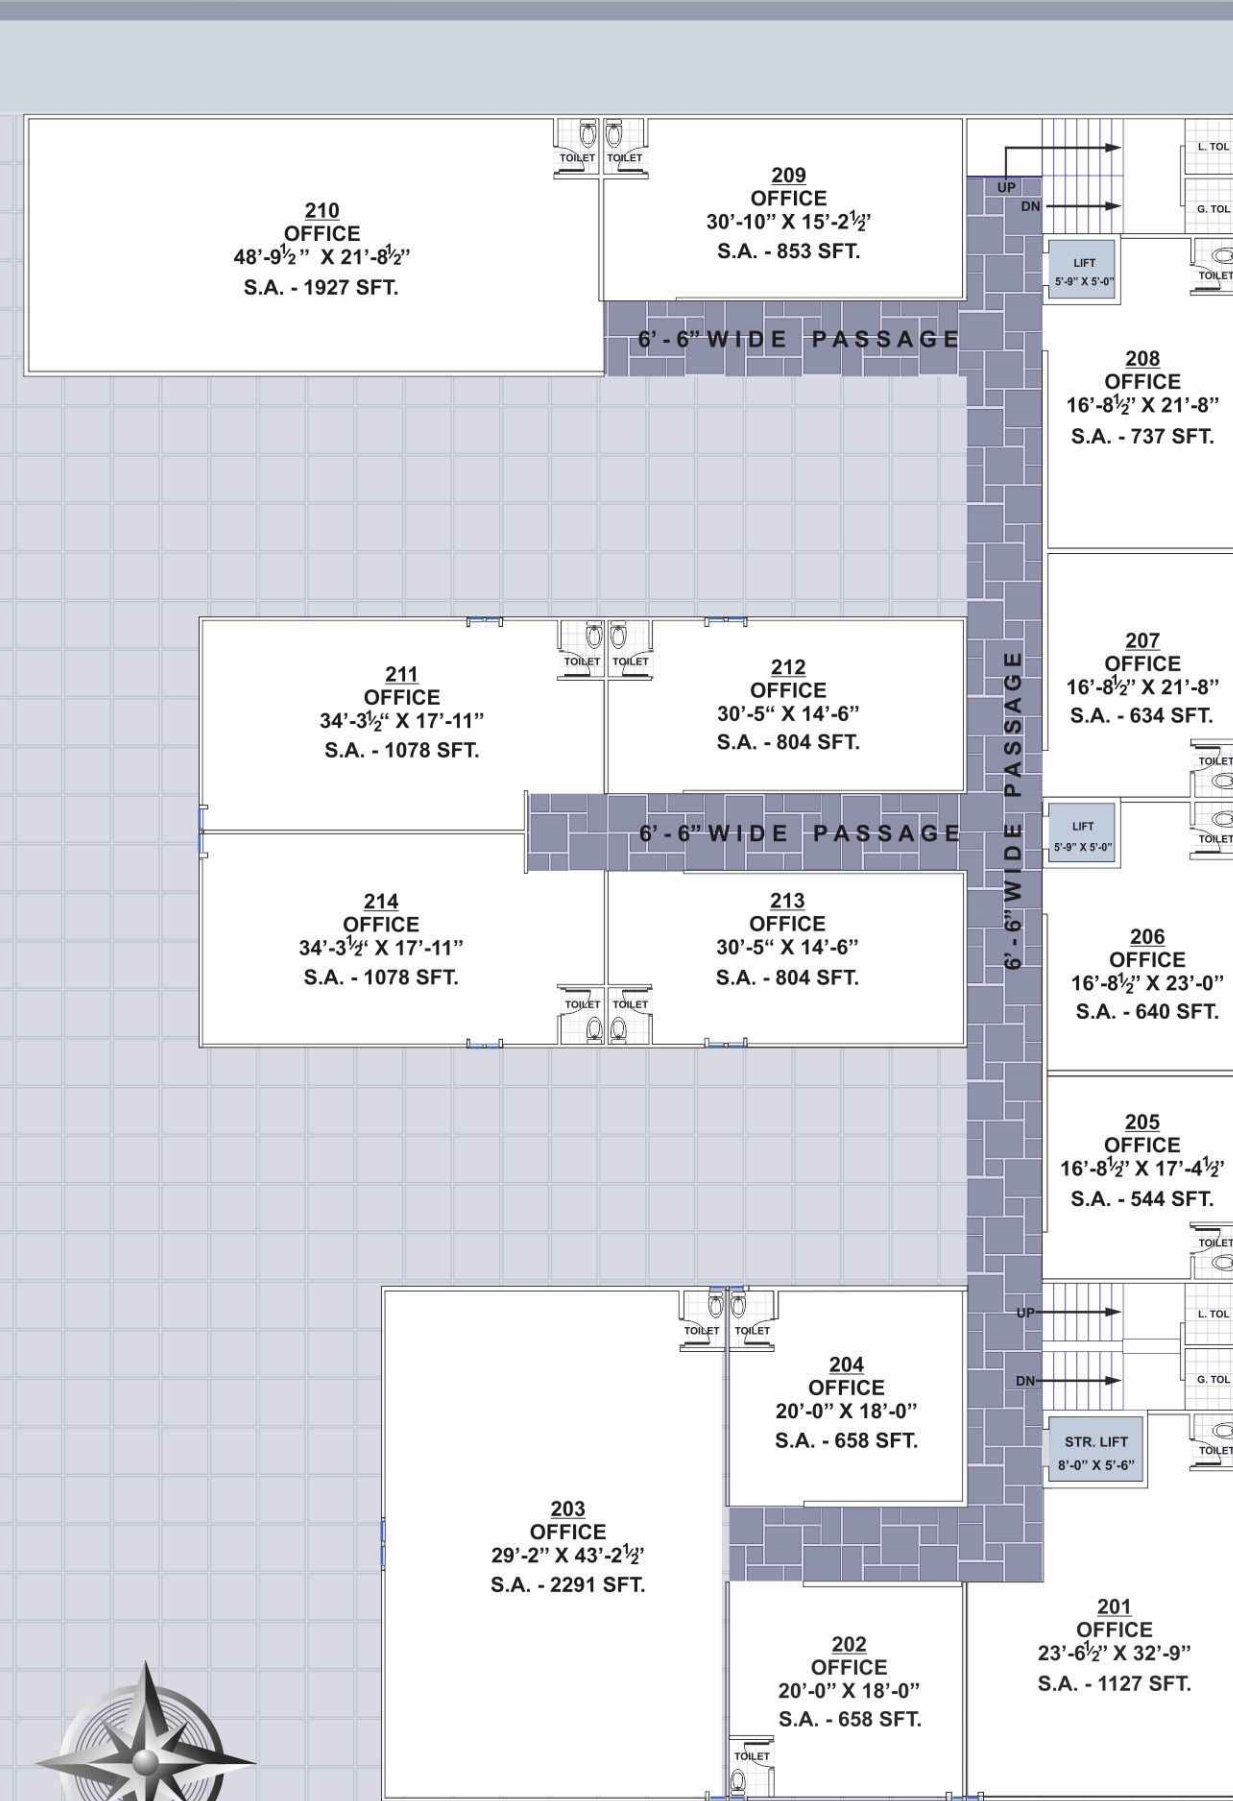 TOILET TOILET
210
OFFICE
48'-9½" X 21'-8½"
S.A. - 1927 SFT.
209
OFFICE
30'-10" X 15'-2½"
S.A. - 853 SFT.
UP
DN
L. TOL
G. TOL
LIFT
5'-9" X 5'-0"
TOILET
6'-6" WIDE PASSAGE
208
OFFICE
16'-8½" X 21'-8"
S.A. - 737 SFT.
211
OFFICE
34'-3½" X 17'-11"
S.A. - 1078 SFT.
TOILET TOILET
212
OFFICE
30'-5" X 14'-6"
S.A. - 804 SFT.
207
OFFICE
16'-8½" X 21'-8"
S.A. - 634 SFT.
TOILET
6'-6" WIDE PASSAGE
6'-6" WIDE PASSAGE
LIFT
5'-9" X 5'-0"
TOILET
214
OFFICE
34'-3½" X 17'-11"
S.A. - 1078 SFT.
213
OFFICE
30'-5" X 14'-6"
S.A. - 804 SFT.
TOILET TOILET
206
OFFICE
16'-8½" X 23'-0"
S.A. - 640 SFT.
205
OFFICE
16'-8½" X 17'-4½"
S.A. - 544 SFT.
TOILET
TOILET TOILET
UP
DN
L. TOL
G. TOL
204
OFFICE
20'-0" X 18'-0"
S.A. - 658 SFT.
STR. LIFT
8'-0" X 5'-6"
TOILET
203
OFFICE
29'-2" X 43'-2½"
S.A. - 2291 SFT.
202
OFFICE
20'-0" X 18'-0"
S.A. - 658 SFT.
TOILET
201
OFFICE
23'-6½" X 32'-9"
S.A. - 1127 SFT.